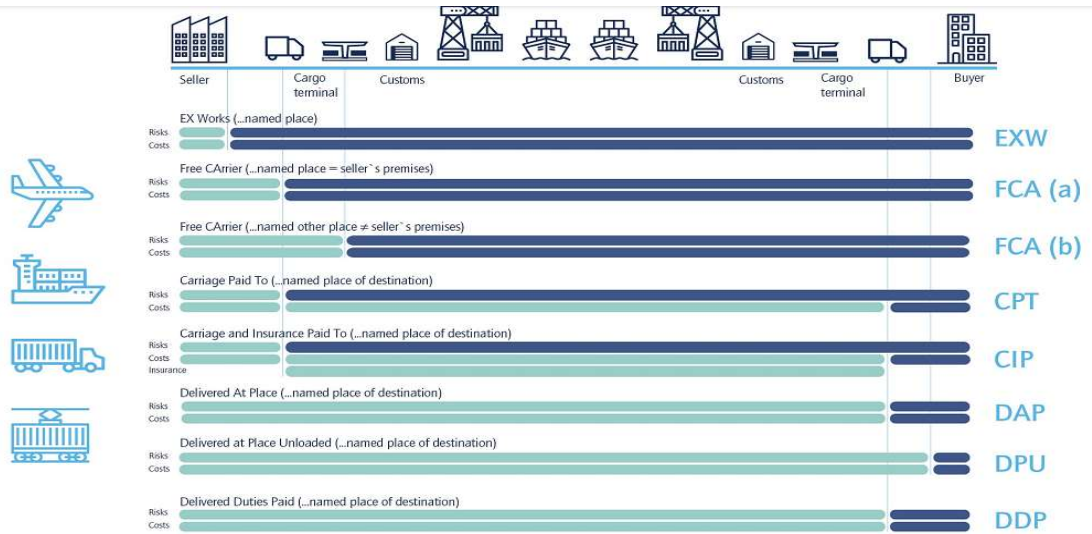 Seller
Cargo
terminal
Customs
Customs
Cargo
terminal
Buyer
EX Works (...named place)
Risks
Costs
EXW
Free CArrier (...named place = seller`s premises)
Risks
Costs
FCA (a)
Free CArrier (...named other place ≠ seller`s premises)
Risks
Costs
FCA (b)
Carriage Paid To (...named place of destination)
Risks
Costs
CPT
Carriage and Insurance Paid To (...named place of destination)
Risks
Costs
Insurance
CIP
Delivered At Place (...named place of destination)
Risks
Costs
DAP
Delivered at Place Unloaded (...named place of destination)
Risks
Costs
DPU
Delivered Duties Paid (...named place of destination)
Risks
Costs
DDP